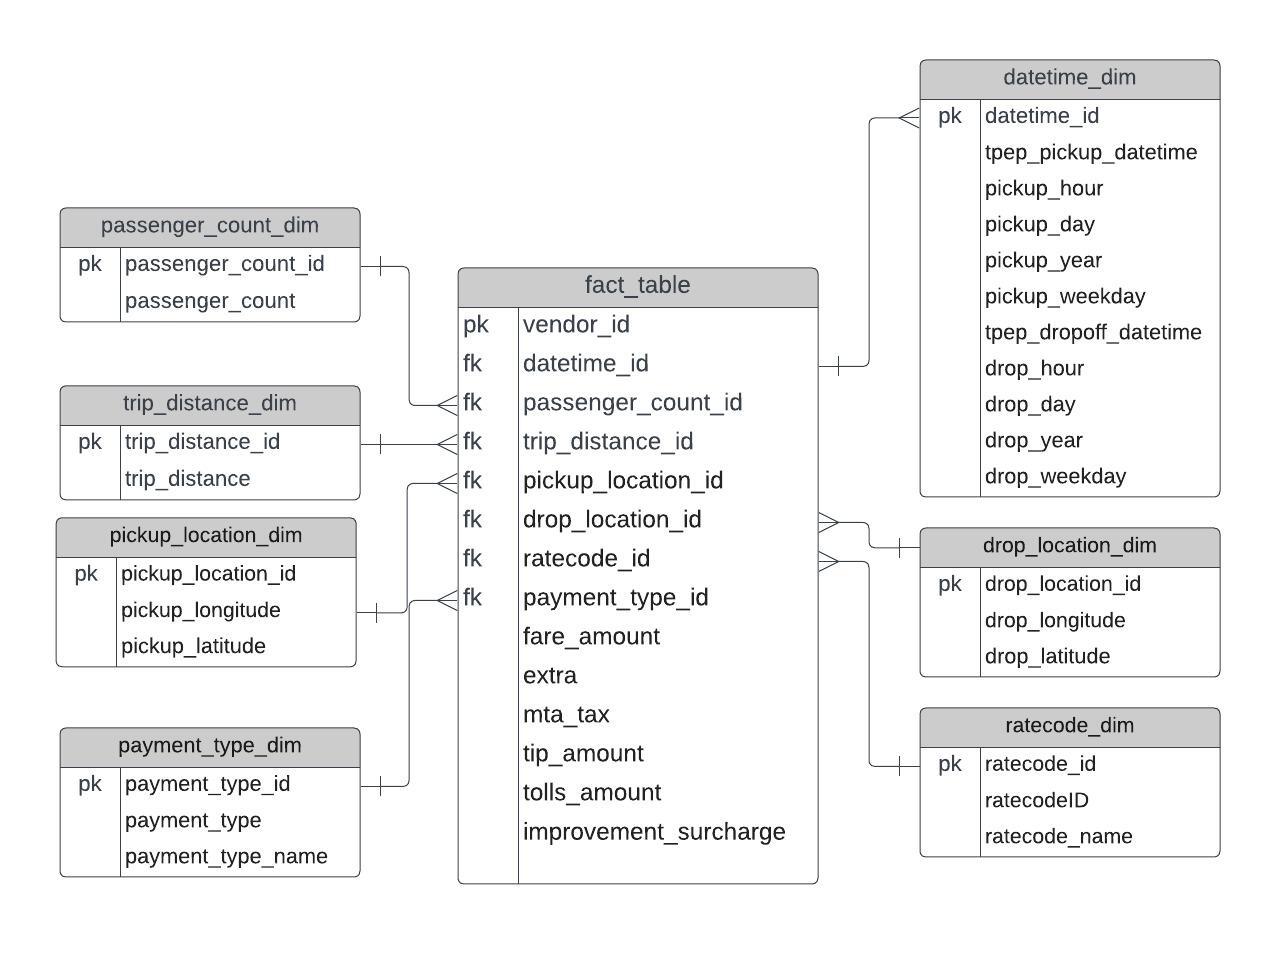 datetime_dim
pk datetime_id
tpep_pickup_datetime
pickup_hour
pickup_day
pickup_year
pickup_weekday
tpep_dropoff_datetime
drop_hour
drop_day
drop_year
drop_weekday
passenger_count_dim
pk passenger_count_id
passenger_count
trip_distance_dim
pk trip_distance_id
trip_distance
pickup_location_dim
pk pickup_location_id
pickup_longitude
pickup_latitude
payment_type_dim
pk payment_type_id
payment_type
payment_type_name
fact_table
pk vendor_id
fk datetime_id
fk passenger_count_id
fk trip_distance_id
fk pickup_location_id
fk drop_location_id
fk ratecode_id
fk payment_type_id
fare_amount
extra
mta_tax
tip_amount
tolls_amount
improvement_surcharge
drop_location_dim
pk drop_location_id
drop_longitude
drop_latitude
ratecode_dim
pk ratecode_id
ratecodeID
ratecode_name